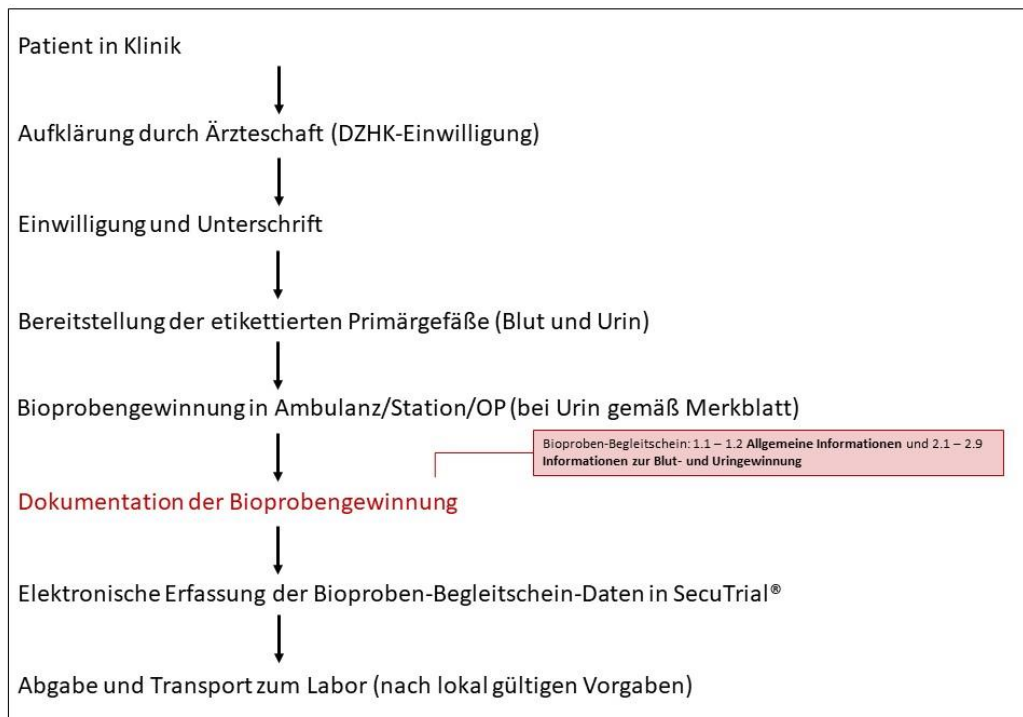 Patient in Klinik
Aufklärung durch Ärzteschaft (DZHK-Einwilligung)
Einwilligung und Unterschrift
Bereitstellung der etikettierten Primärgefäße (Blut und Urin)
Bioprobengewinnung in Ambulanz/Station/OP (bei Urin gemäß Merkblatt)
Bioproben-Begleitschein: 1.1 – 1.2 Allgemeine Informationen und 2.1 – 2.9
Informationen zur Blut- und Uringewinnung
Dokumentation der Bioprobengewinnung
Elektronische Erfassung der Bioproben-Begleitschein-Daten in SecuTrial®
Abgabe und Transport zum Labor (nach lokal gültigen Vorgaben)